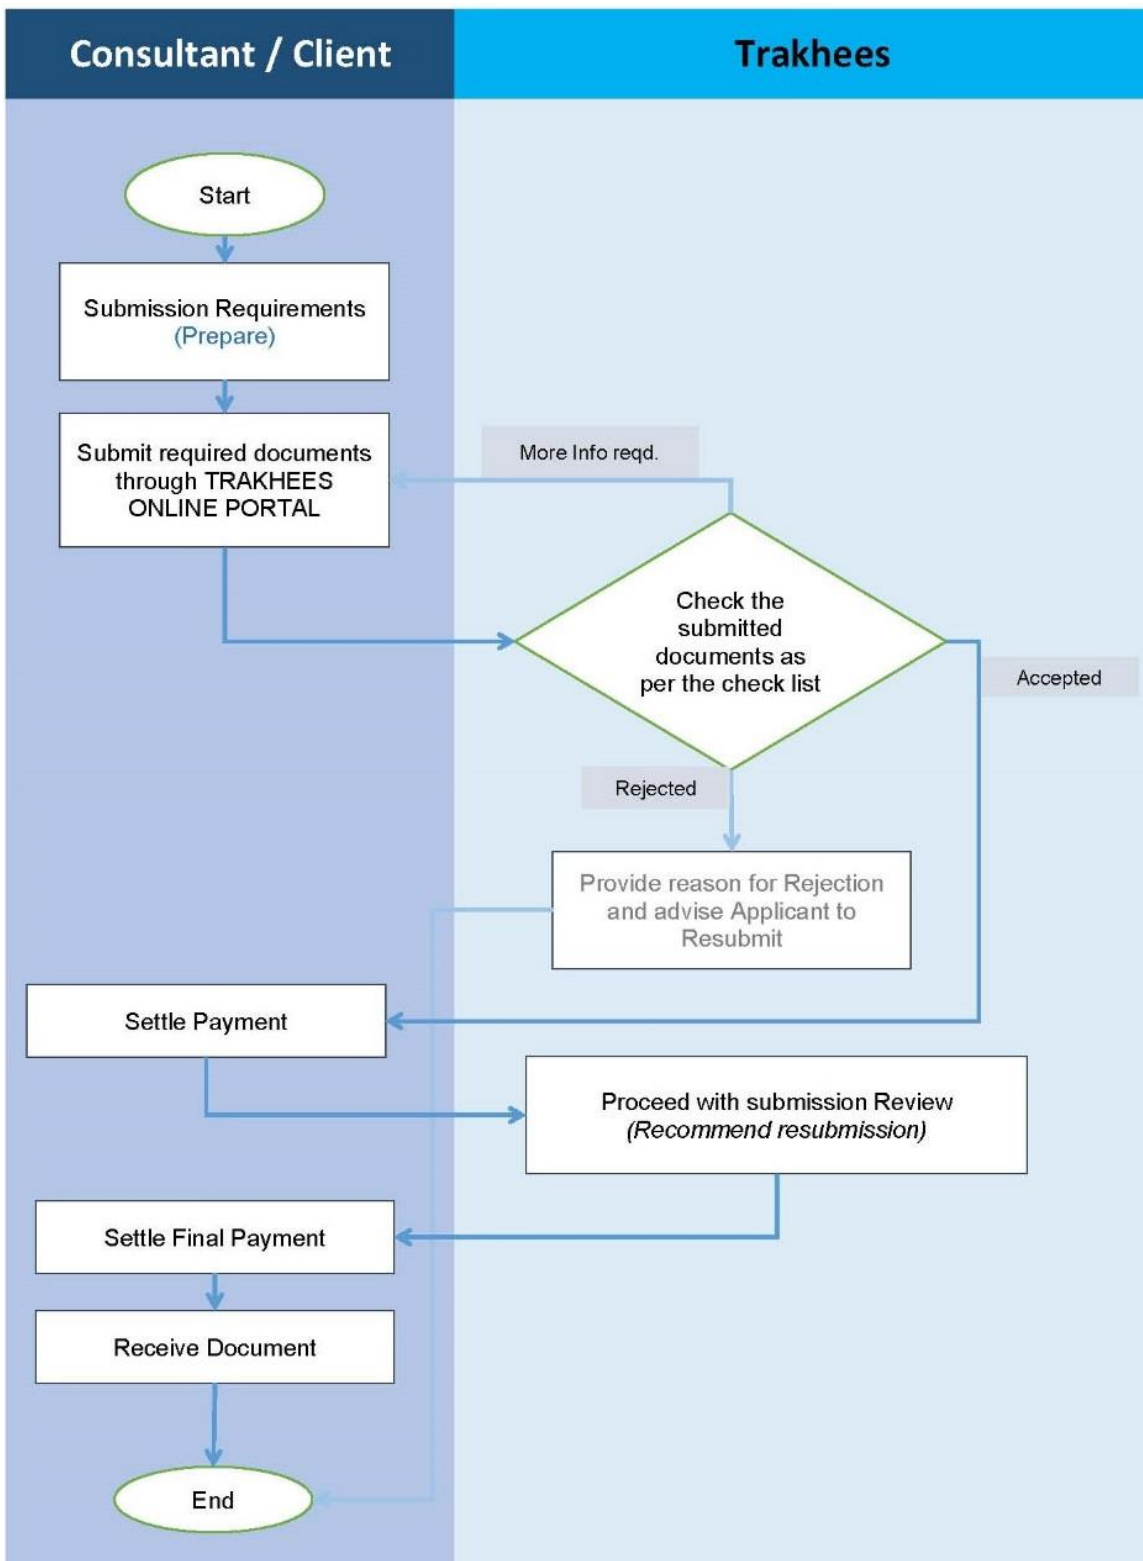 Consultant / Client
Trakhees
Start
Submission Requirements
(Prepare)
Submit required documents
through TRAKHEES
ONLINE PORTAL
More Info reqd.
Check the
submitted
documents as
per the check list
Accepted
Rejected
Provide reason for Rejection
and advise Applicant to
Resubmit
Settle Payment
Proceed with submission Review
(Recommend resubmission)
Settle Final Payment
Receive Document
End